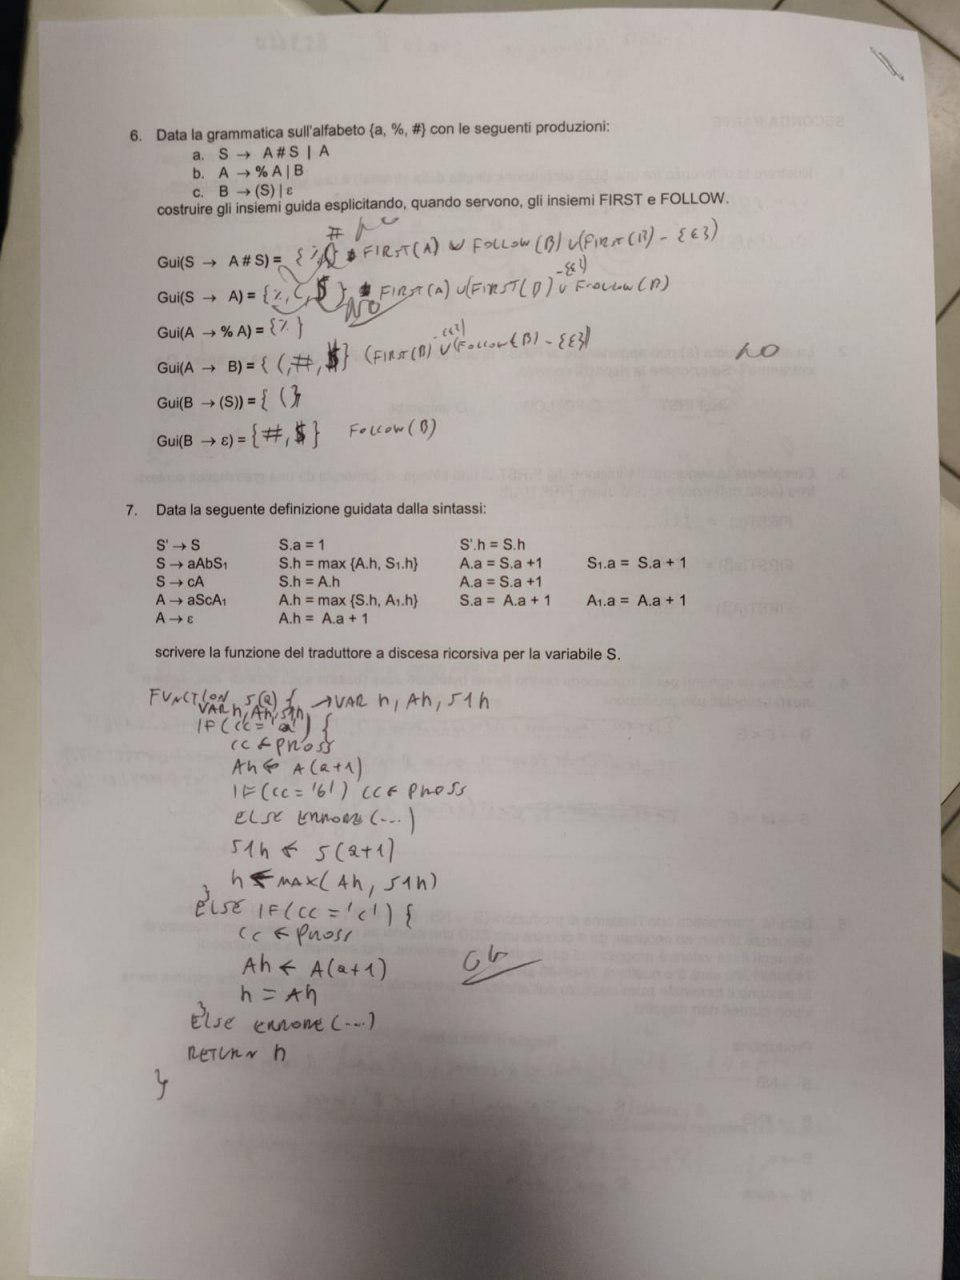 6. Data la grammatica sull'alfabeto {a, %, #} con le seguenti produzioni:
a. S → A # S | A
b. A → % A | B
c. B → (S) | ε
costruire gli insiemi guida esplicitando, quando servono, gli insiemi FIRST e FOLLOW.
# NO
Gui(S → A # S) = { %, ( } FIRST(A) ∪ FOLLOW(B) ∪ (FIRST(B) - {ε})
Gui(S → A) = { %, (, $ } FIRST(A) ∪ (FIRST(B) - {ε}) ∪ FOLLOW(B)
NO
Gui(A → % A) = { % }
Gui(A → B) = { (, #, $ } (FIRST(B) - {ε}) ∪ (FOLLOW(B) - {ε})
NO
Gui(B → (S)) = { ( }
Gui(B → ε) = { #, $ } FOLLOW(B)
7. Data la seguente definizione guidata dalla sintassi:
S' → S S.a = 1 S'.h = S.h
S → aAbS₁ S.h = max {A.h, S₁.h} A.a = S.a +1 S₁.a = S.a + 1
S → cA S.h = A.h A.a = S.a +1
A → aScA₁ A.h = max {S.h, A₁.h} S.a = A.a + 1 A₁.a = A.a + 1
A → ε A.h = A.a + 1
scrivere la funzione del traduttore a discesa ricorsiva per la variabile S.
FUNCTION S(a) { → VAR h, Ah, S1h
VAR h, Ah, S1h
IF (cc = 'a') {
cc ← PROSS
Ah ← A(a+1)
IF (cc = 'b') cc ← PROSS
ELSE ERRORE (...)
S1h ← S(a+1)
h ← MAX(Ah, S1h)
}
ELSE IF (cc = 'c') {
cc ← PROSS
Ah ← A(a+1)
h = Ah
}
ELSE ERRORE (...)
RETURN h
}
Ok